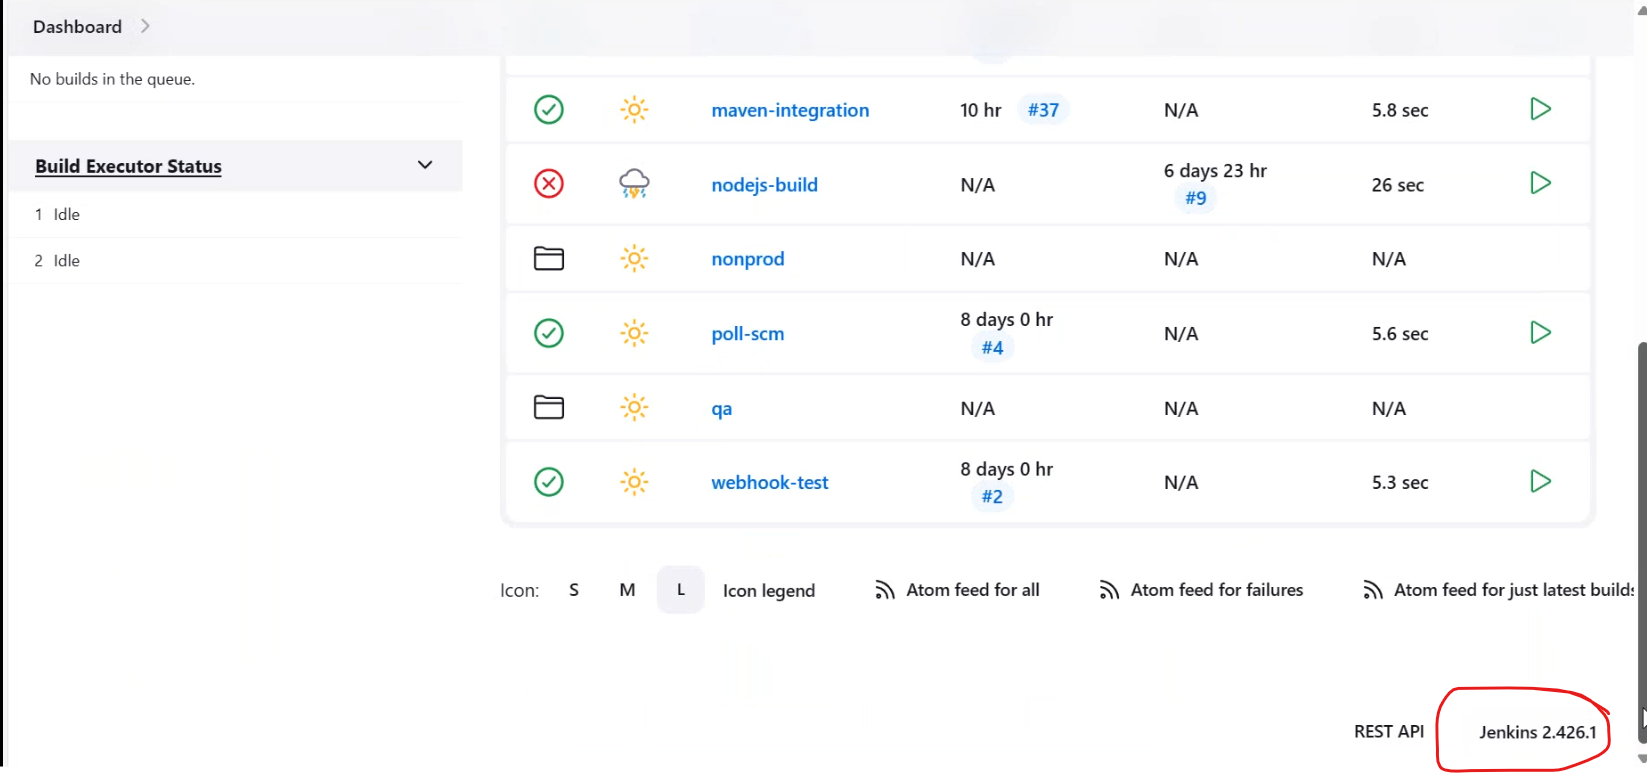 Dashboard
No builds in the queue.
Build Executor Status
1 Idle
2 Idle
maven-integration 10 hr #37 N/A 5.8 sec
nodejs-build N/A 6 days 23 hr #9 26 sec
nonprod N/A N/A N/A
poll-scm 8 days 0 hr #4 N/A 5.6 sec
qa N/A N/A N/A
webhook-test 8 days 0 hr #2 N/A 5.3 sec
Icon: S M L Icon legend Atom feed for all Atom feed for failures Atom feed for just latest builds
REST API Jenkins 2.426.1